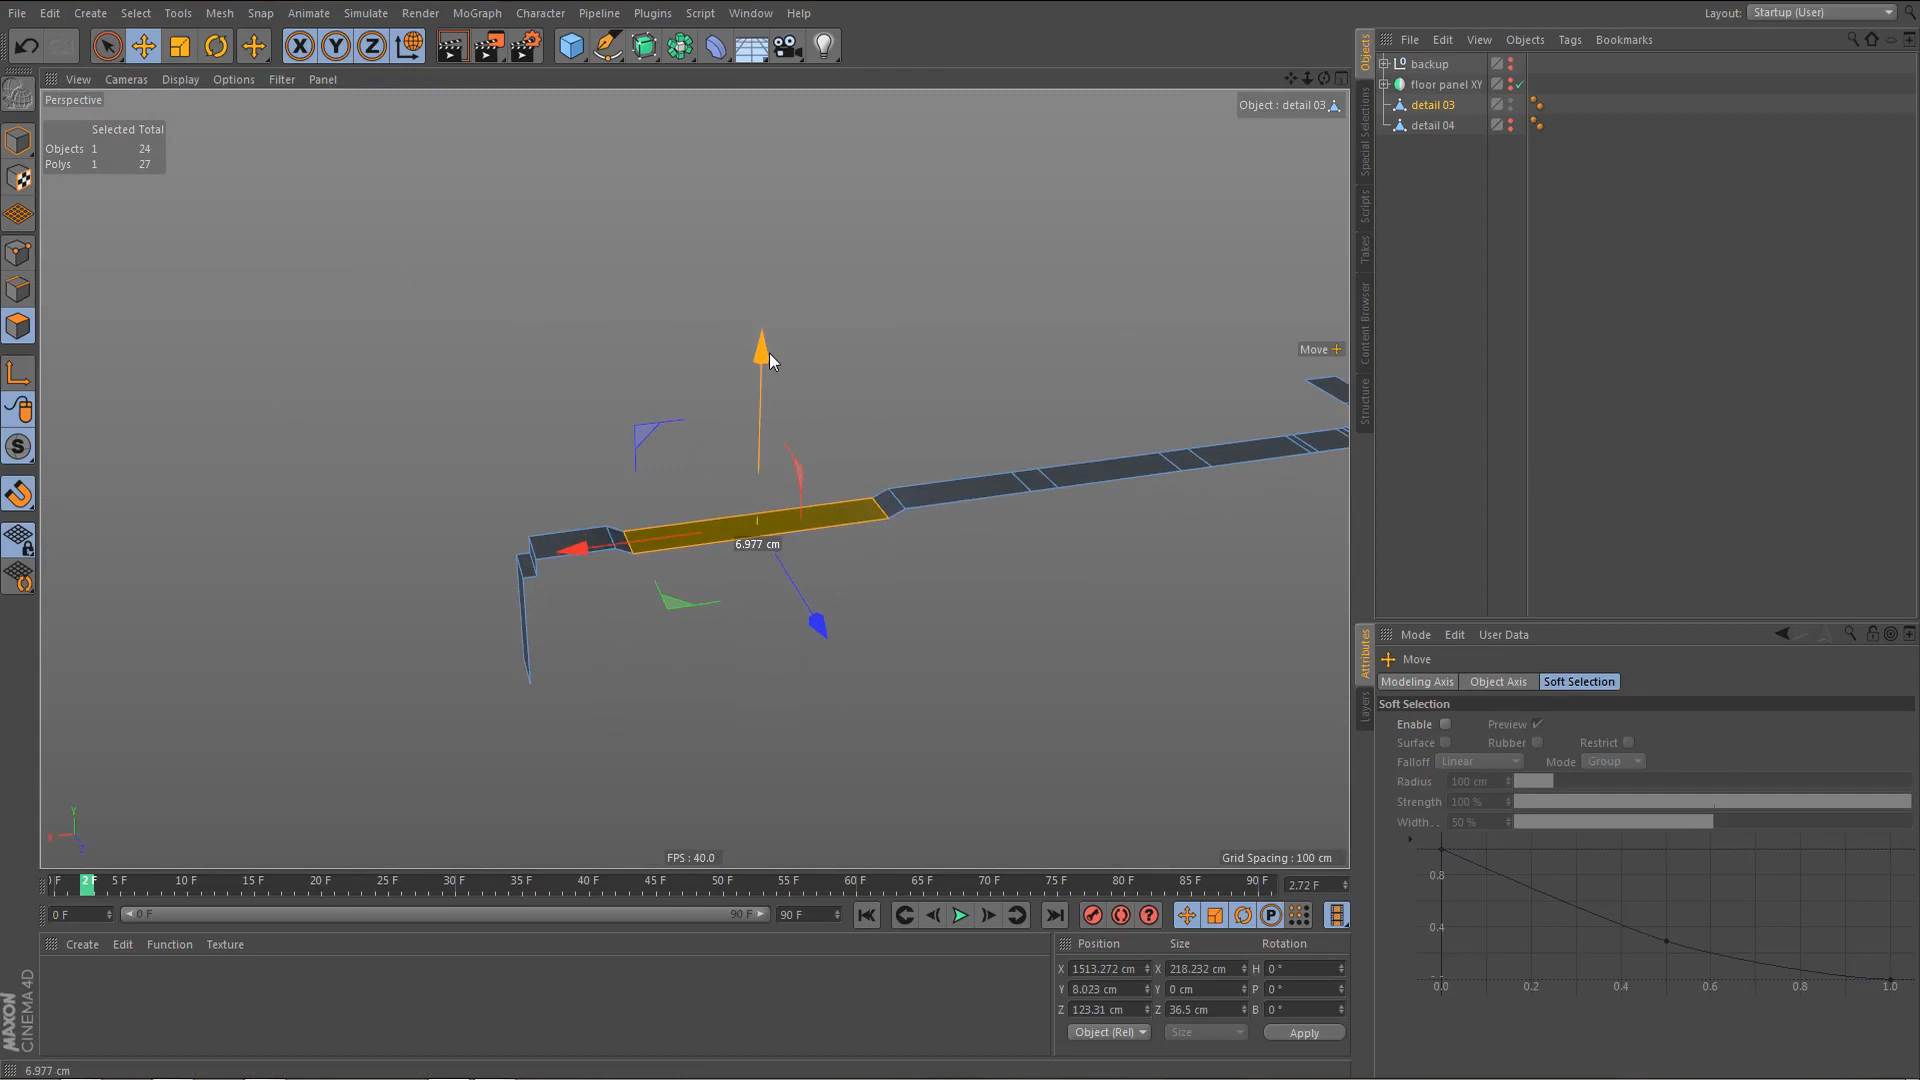 File Edit Create Select Tools Mesh Snap Animate Simulate Render MoGraph Character Pipeline Plugins Script Window Help Layout: Startup (User)
X Y Z
File Edit View Objects Tags Bookmarks
backup
floor panel XY
detail 03
detail 04
Objects
Special Selections
Scripts
Takes
Content Browser
Structure
View Cameras Display Options Filter Panel
Perspective
Object : detail 03
Selected Total
Objects 1 24
Polys 1 27
Move
6.977 cm
Y
X
Z
FPS : 40.0
Grid Spacing : 100 cm
Attributes
Layers
Mode Edit User Data
Move
Modeling Axis Object Axis Soft Selection
Soft Selection
Enable Preview
Surface Rubber Restrict
Falloff Linear Mode Group
Radius 100 cm
Strength 100 %
Width.. 50 %
0.8
0.4
0.0 0.2 0.4 0.6 0.8 1.0
F 2 F 5 F 10 F 15 F 20 F 25 F 30 F 35 F 40 F 45 F 50 F 55 F 60 F 65 F 70 F 75 F 80 F 85 F 90 F 2.72 F
0 F 0 F 90 F 90 F
Create Edit Function Texture
Position Size Rotation
X 1513.272 cm X 218.232 cm H 0 °
Y 8.023 cm Y 0 cm P 0 °
Z 123.31 cm Z 36.5 cm B 0 °
Object (Rel) Size Apply
MAXON
CINEMA 4D
6.977 cm